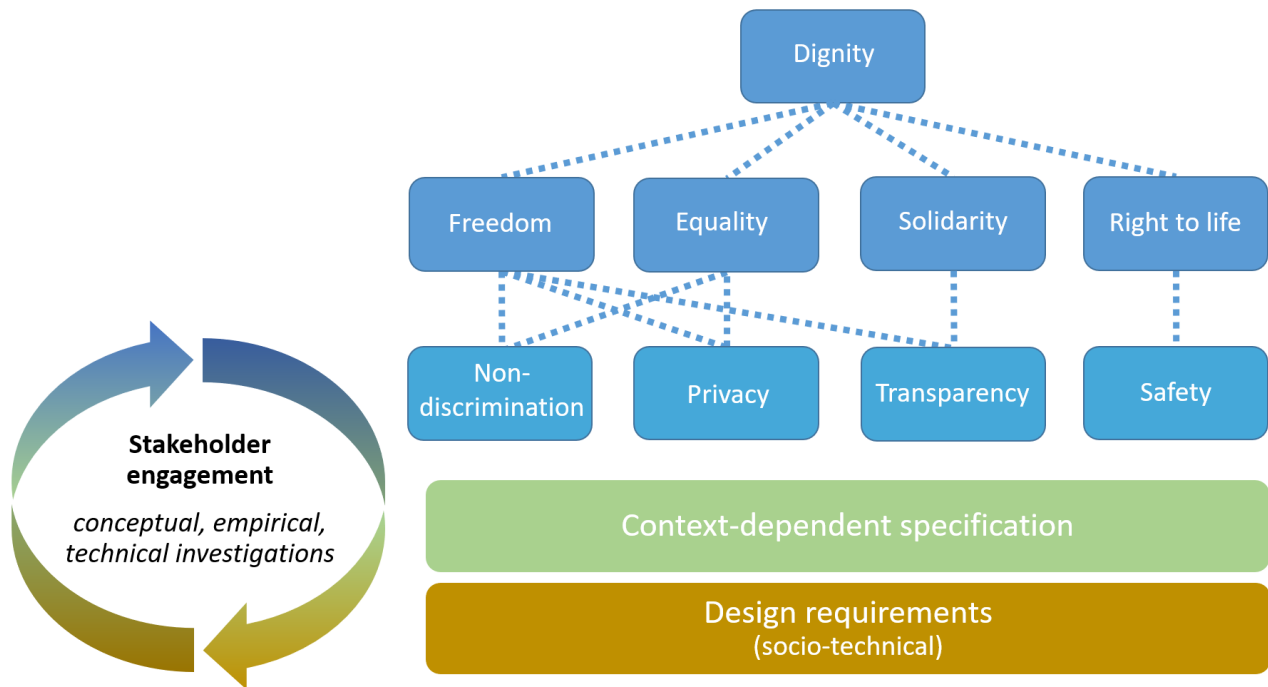 Dignity
Freedom
Equality
Solidarity
Right to life
Non-
discrimination
Privacy
Transparency
Safety
Stakeholder
engagement
conceptual, empirical,
technical investigations
Context-dependent specification
Design requirements
(socio-technical)